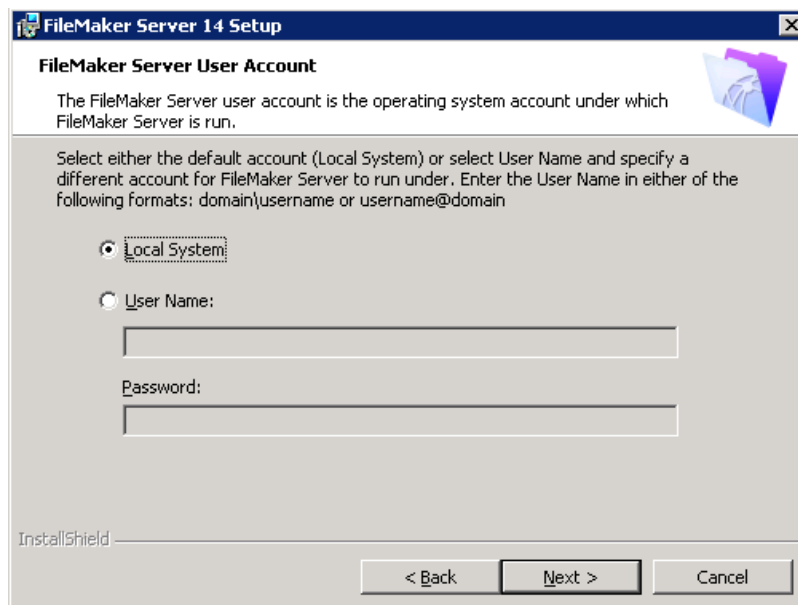 FileMaker Server 14 Setup
FileMaker Server User Account
The FileMaker Server user account is the operating system account under which
FileMaker Server is run.
Select either the default account (Local System) or select User Name and specify a
different account for FileMaker Server to run under. Enter the User Name in either of the
following formats: domain\username or username@domain
Local System
User Name:
Password:
InstallShield
< Back Next > Cancel